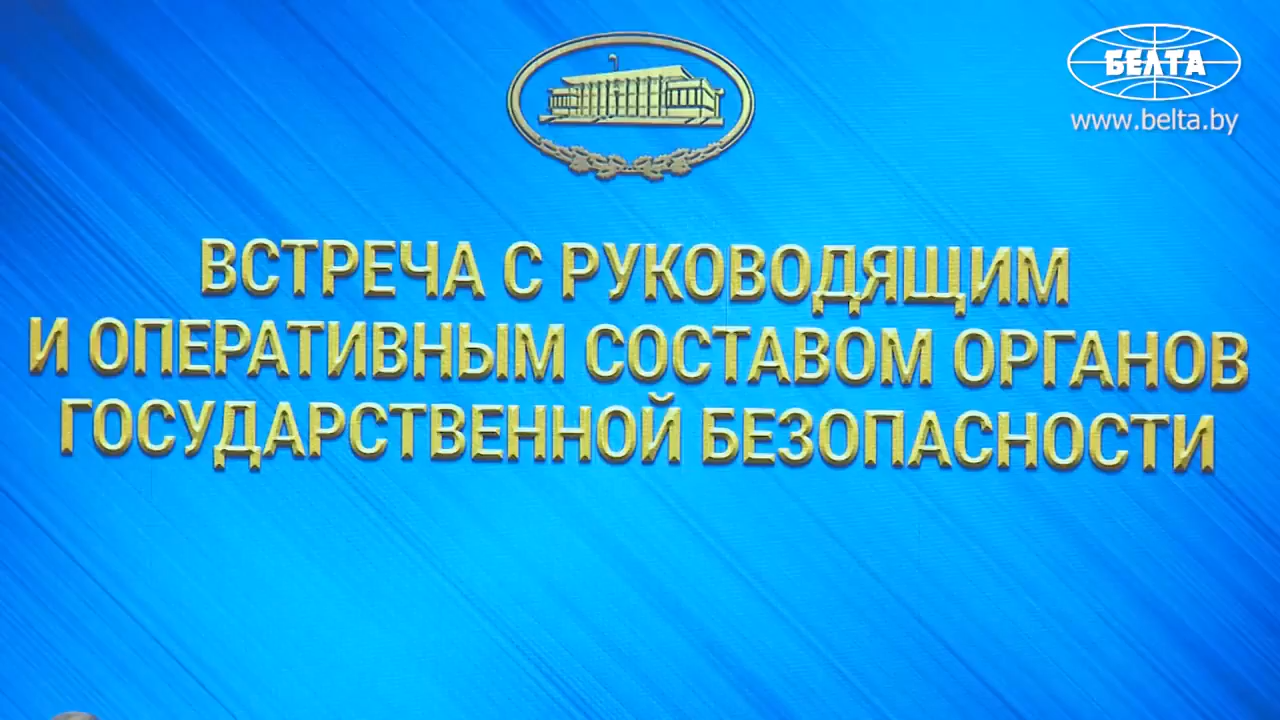 БЕЛТА
www.belta.by
ВСТРЕЧА С РУКОВОДЯЩИМ
И ОПЕРАТИВНЫМ СОСТАВОМ ОРГАНОВ
ГОСУДАРСТВЕННОЙ БЕЗОПАСНОСТИ